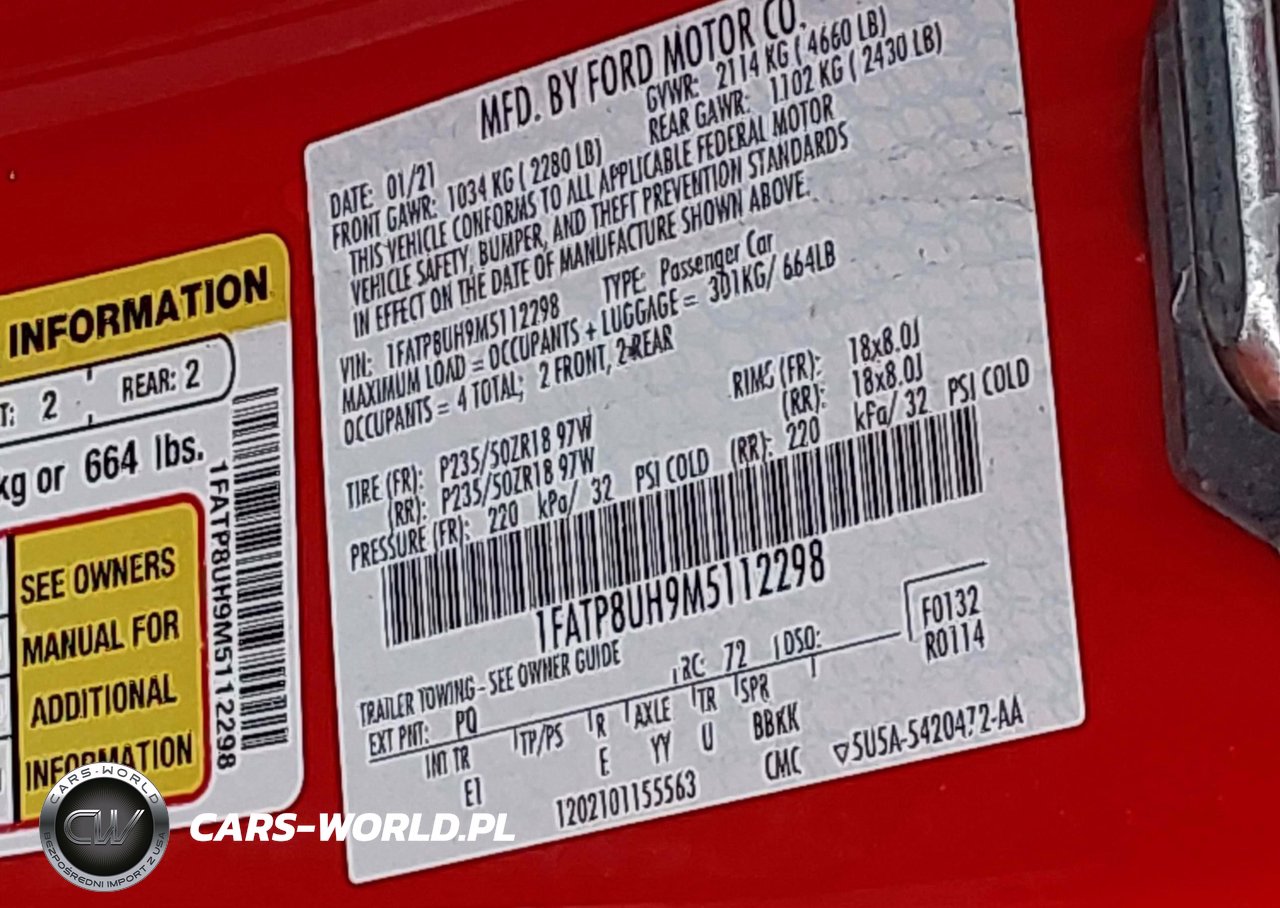 MFD. BY FORD MOTOR CO.
DATE: 01/21 GVWR: 2114 KG ( 4660 LB)
FRONT GAWR: 1034 KG ( 2280 LB) REAR GAWR: 1102 KG ( 2430 LB)
THIS VEHICLE CONFORMS TO ALL APPLICABLE FEDERAL MOTOR
VEHICLE SAFETY, BUMPER, AND THEFT PREVENTION STANDARDS
IN EFFECT ON THE DATE OF MANUFACTURE SHOWN ABOVE.
VIN: 1FATP8UH9M5112298 TYPE: Passenger Car
MAXIMUM LOAD = OCCUPANTS + LUGGAGE = 301KG/ 664LB
OCCUPANTS = 4 TOTAL; 2 FRONT, 2 REAR
TIRE (FR): P235/50ZR18 97W RIMS (FR): 18x8.0J
(RR): P235/50ZR18 97W (RR): 18x8.0J
PRESSURE (FR): 220 kPa/ 32 PSI COLD (RR): 220 kPa/ 32 PSI COLD
1FATP8UH9M5112298
TRAILER TOWING - SEE OWNER GUIDE
EXT PNT: PQ RC: 72 DSO: F0132
R0114
INT TR TP/PS R AXLE TR SPR
EI E YY U BBKK
1202101155563 CMC ▽5U5A-5420472-AA
INFORMATION
T: 2 REAR: 2
kg or 664 lbs.
1FATP8UH9M5112298
SEE OWNERS
MANUAL FOR
ADDITIONAL
INFORMATION
CARS-WORLD
CW
BEZPOŚREDNI IMPORT Z USA
CARS-WORLD.PL